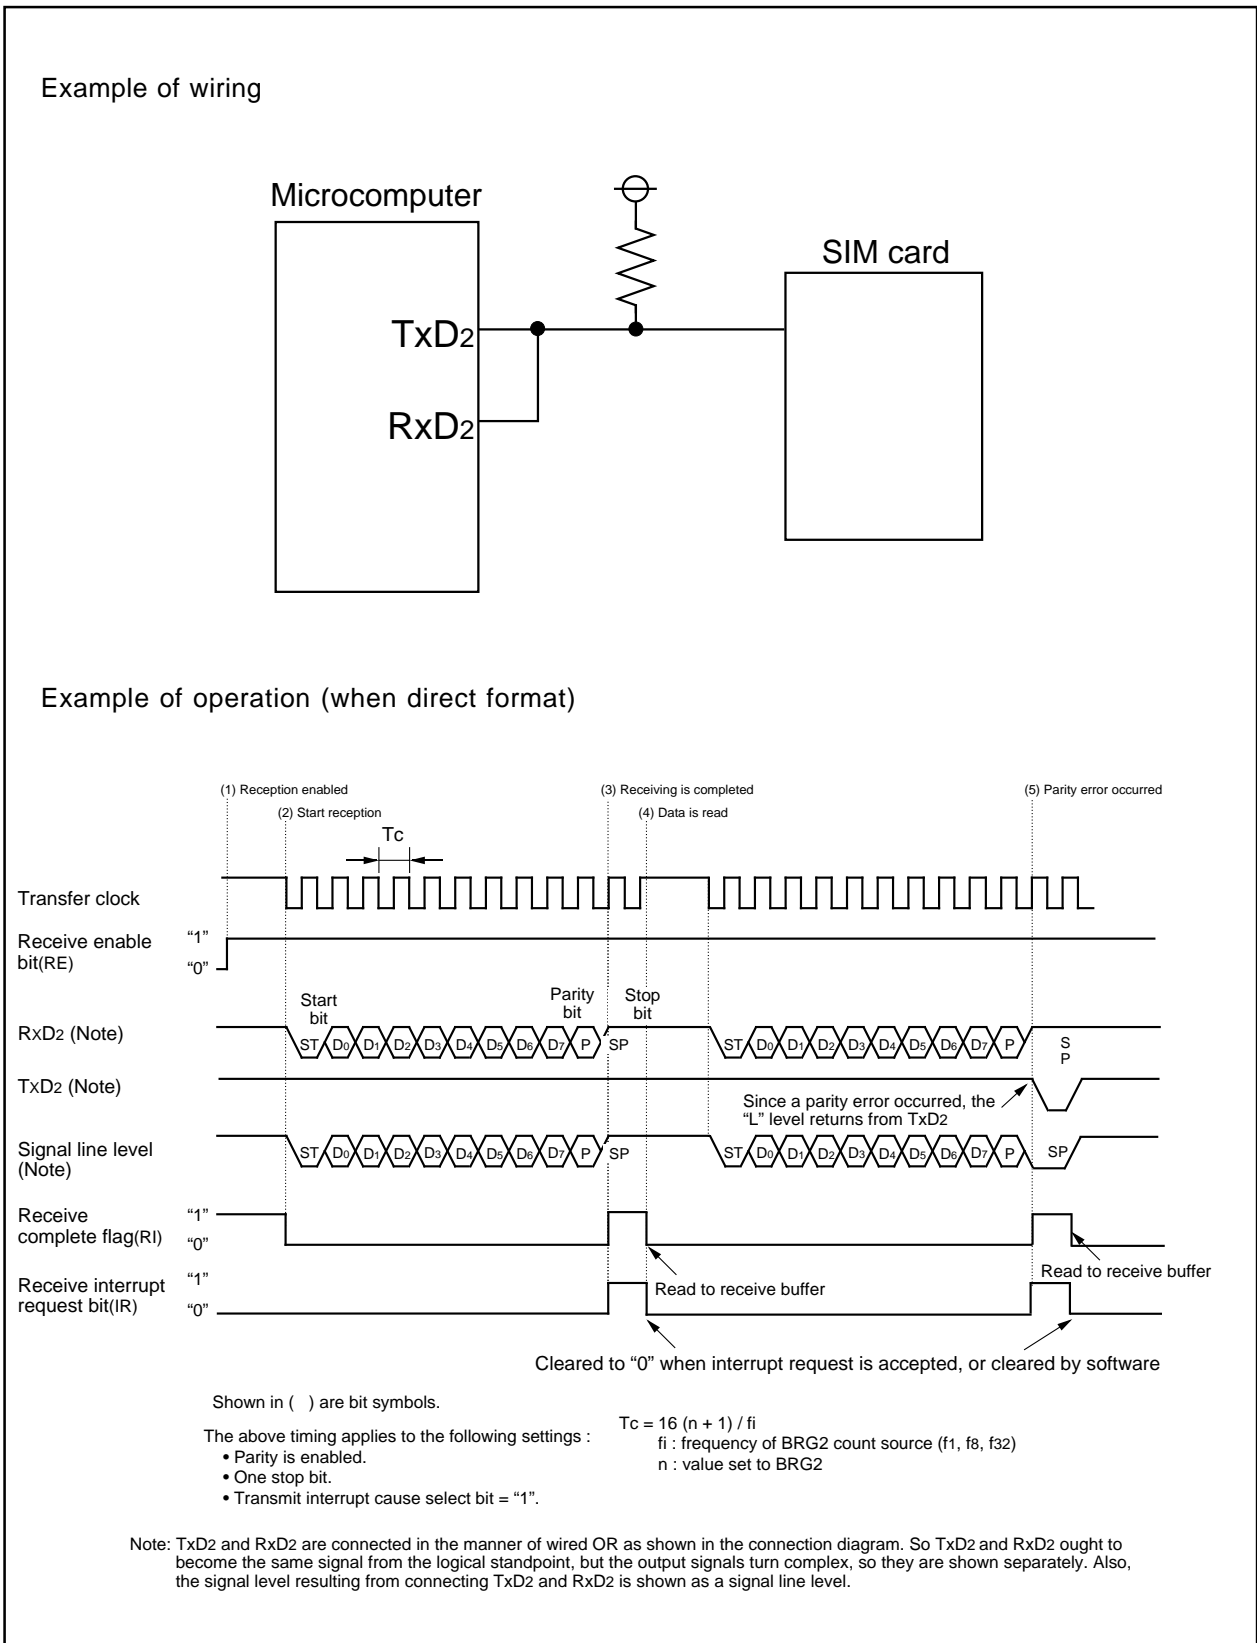 Example of wiring
Microcomputer
SIM card
TxD2
RxD2
Example of operation (when direct format)
(1) Reception enabled
(3) Receiving is completed
(5) Parity error occurred
(2) Start reception
(4) Data is read
Tc
Transfer clock
Receive enable
bit(RE)
“1”
“0”
Start
bit
Parity
bit
Stop
bit
RxD2 (Note)
ST D0 D1 D2 D3 D4 D5 D6 D7 P SP
ST D0 D1 D2 D3 D4 D5 D6 D7 P
S
P
TxD2 (Note)
Since a parity error occurred, the
“L” level returns from TxD2
Signal line level
(Note)
ST D0 D1 D2 D3 D4 D5 D6 D7 P SP
ST D0 D1 D2 D3 D4 D5 D6 D7 P SP
Receive
complete flag(RI)
“1”
“0”
Read to receive buffer
Read to receive buffer
Receive interrupt
request bit(IR)
“1”
“0”
Cleared to “0” when interrupt request is accepted, or cleared by software
Shown in ( ) are bit symbols.
The above timing applies to the following settings :
• Parity is enabled.
• One stop bit.
• Transmit interrupt cause select bit = “1”.
Tc = 16 (n + 1) / fi
fi : frequency of BRG2 count source (f1, f8, f32)
n : value set to BRG2
Note: TxD2 and RxD2 are connected in the manner of wired OR as shown in the connection diagram. So TxD2 and RxD2 ought to
become the same signal from the logical standpoint, but the output signals turn complex, so they are shown separately. Also,
the signal level resulting from connecting TxD2 and RxD2 is shown as a signal line level.